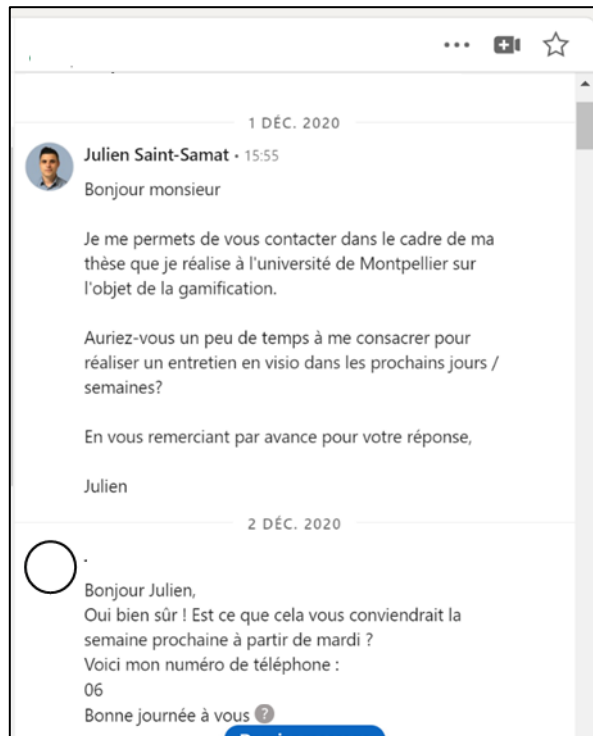 1 DÉC. 2020
Julien Saint-Samat • 15:55
Bonjour monsieur
Je me permets de vous contacter dans le cadre de ma
thèse que je réalise à l'université de Montpellier sur
l'objet de la gamification.
Auriez-vous un peu de temps à me consacrer pour
réaliser un entretien en visio dans les prochains jours /
semaines?
En vous remerciant par avance pour votre réponse,
Julien
2 DÉC. 2020
Bonjour Julien,
Oui bien sûr ! Est ce que cela vous conviendrait la
semaine prochaine à partir de mardi ?
Voici mon numéro de téléphone :
06
Bonne journée à vous ?